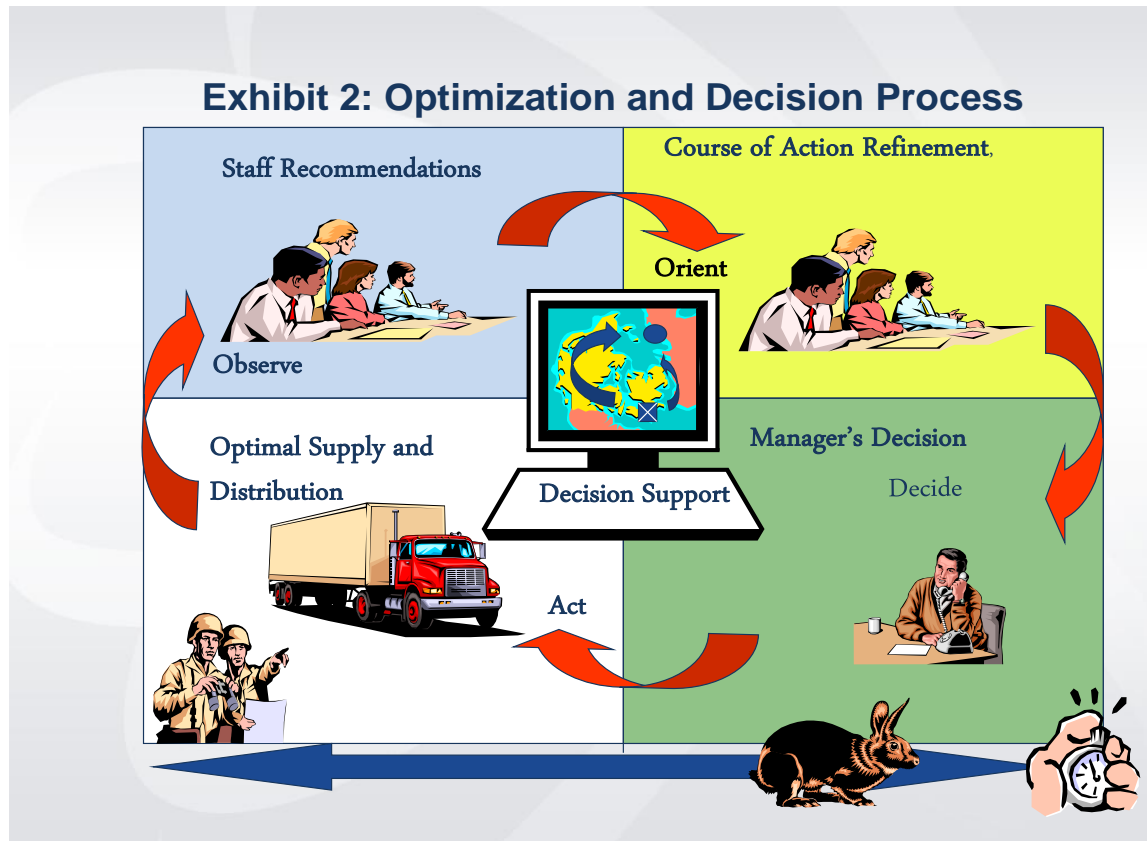 Exhibit 2: Optimization and Decision Process
Staff Recommendations
Course of Action Refinement,
Orient
Observe
Optimal Supply and
Distribution
Manager's Decision
Decide
Decision Support
Act